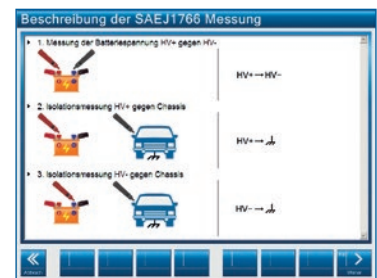 Beschreibung der SAEJ1766 Messung
1. Messung der Batteriespannung HV+ gegen HV-
HV+ → HV-
2. Isolationsmessung HV+ gegen Chassis
HV+ →
3. Isolationsmessung HV- gegen Chassis
HV- →